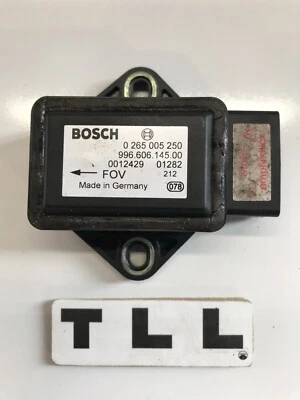 BOSCH 0 265 005 250
996.606.145.00
0012429 01282
FOV 212
Made in Germany 078
TLL